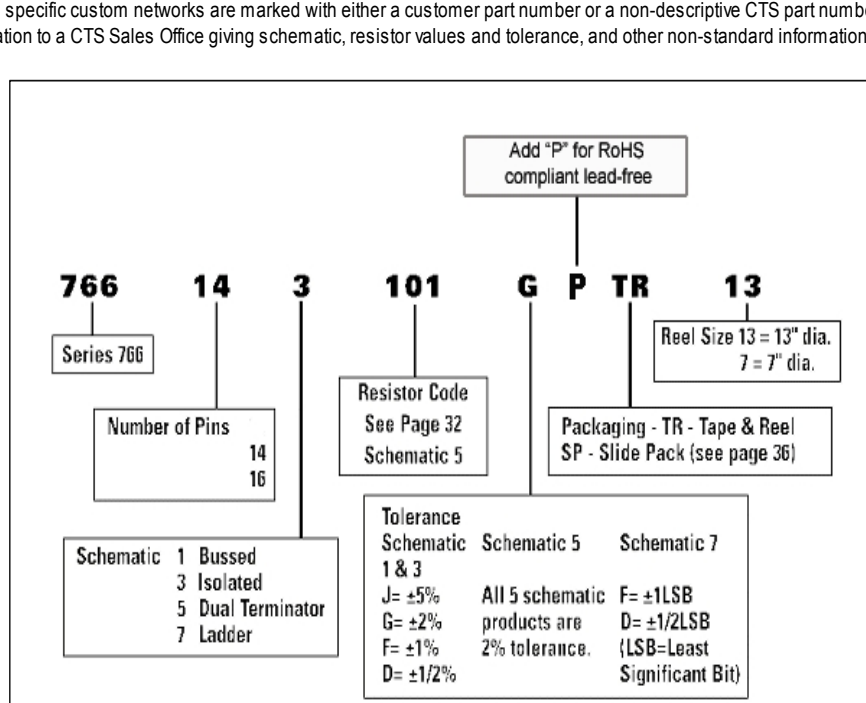 specific custom networks are marked with either a customer part number or a non-descriptive CTS part numbe
ation to a CTS Sales Office giving schematic, resistor values and tolerance, and other non-standard information
Add "P" for RoHS
compliant lead-free
766 14 3 101 G P TR 13
Series 766
Reel Size 13 = 13" dia.
7 = 7" dia.
Number of Pins
14
16
Resistor Code
See Page 32
Schematic 5
Packaging - TR - Tape & Reel
SP - Slide Pack (see page 36)
Schematic 1 Bussed
3 Isolated
5 Dual Terminator
7 Ladder
Tolerance
Schematic Schematic 5 Schematic 7
1 & 3
J= ±5% All 5 schematic F= ±1LSB
G= ±2% products are D= ±1/2LSB
F= ±1% 2% tolerance. (LSB=Least
D= ±1/2% Significant Bit)